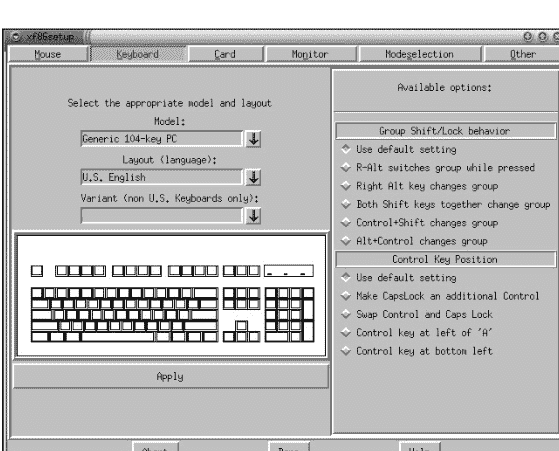 xf86setup
Mouse Keyboard Card Monitor Modeselection Other
Select the appropriate model and layout
Model:
Generic 104-key PC
Layout (language):
U.S. English
Variant (non U.S. Keyboards only):
Apply
Available options:
Group Shift/Lock behavior
Use default setting
R-Alt switches group while pressed
Right Alt key changes group
Both Shift keys together change group
Control+Shift changes group
Alt+Control changes group
Control Key Position
Use default setting
Make CapsLock an additional Control
Swap Control and Caps Lock
Control key at left of 'A'
Control key at bottom left